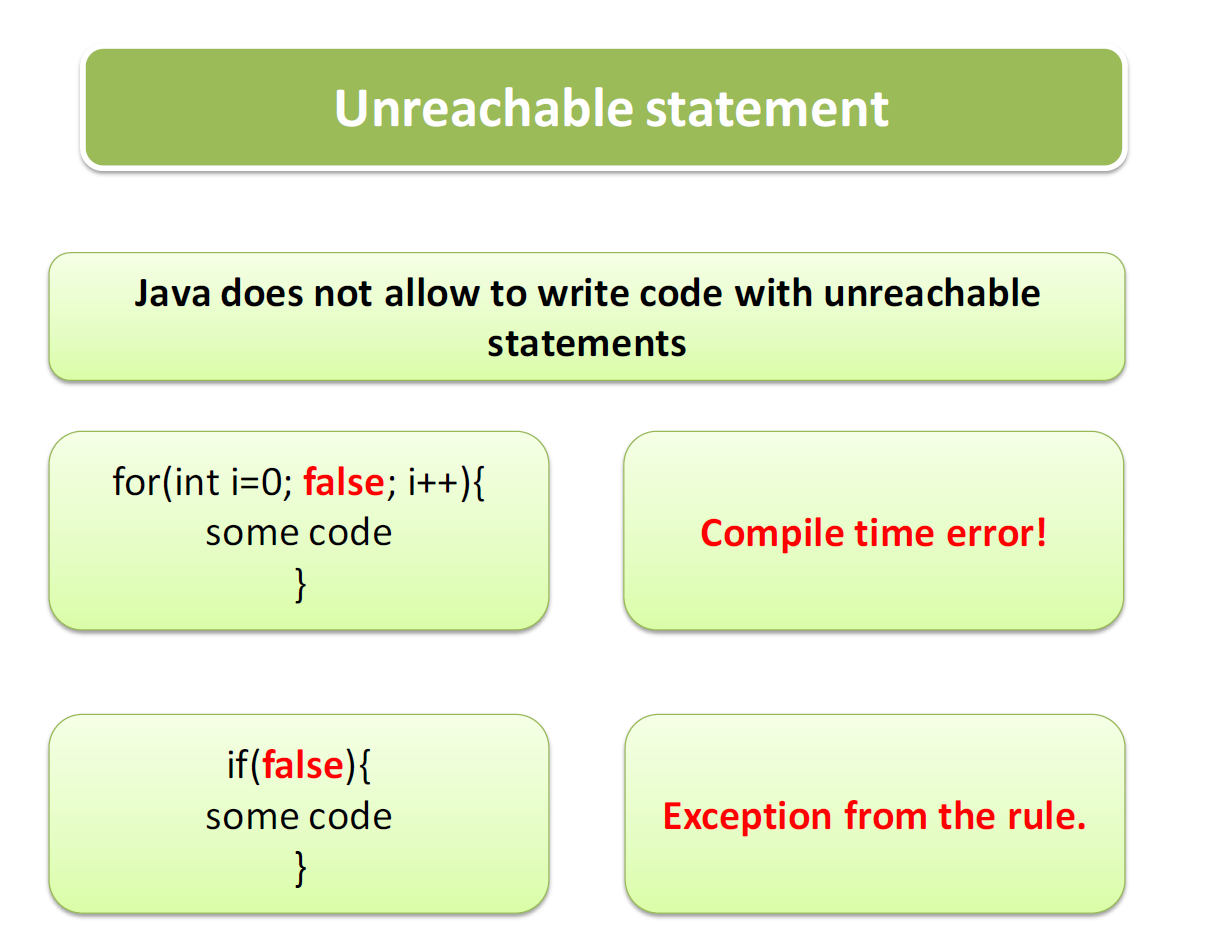 Unreachable statement
Java does not allow to write code with unreachable
statements
for(int i=0; false; i++){
some code
}
Compile time error!
if(false){
some code
}
Exception from the rule.